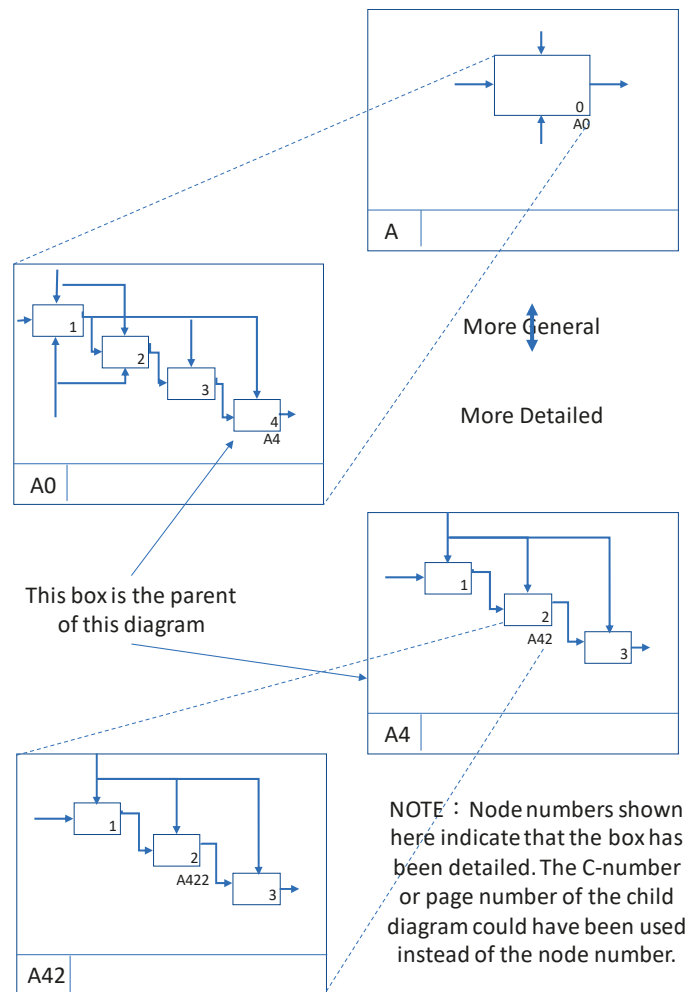 0
A0
A
1
2
3
4
A4
A0
More General
More Detailed
This box is the parent
of this diagram
1
2
A42
3
A4
1
2
A422
3
A42
NOTE：Node numbers shown
here indicate that the box has
been detailed. The C-number
or page number of the child
diagram could have been used
instead of the node number.